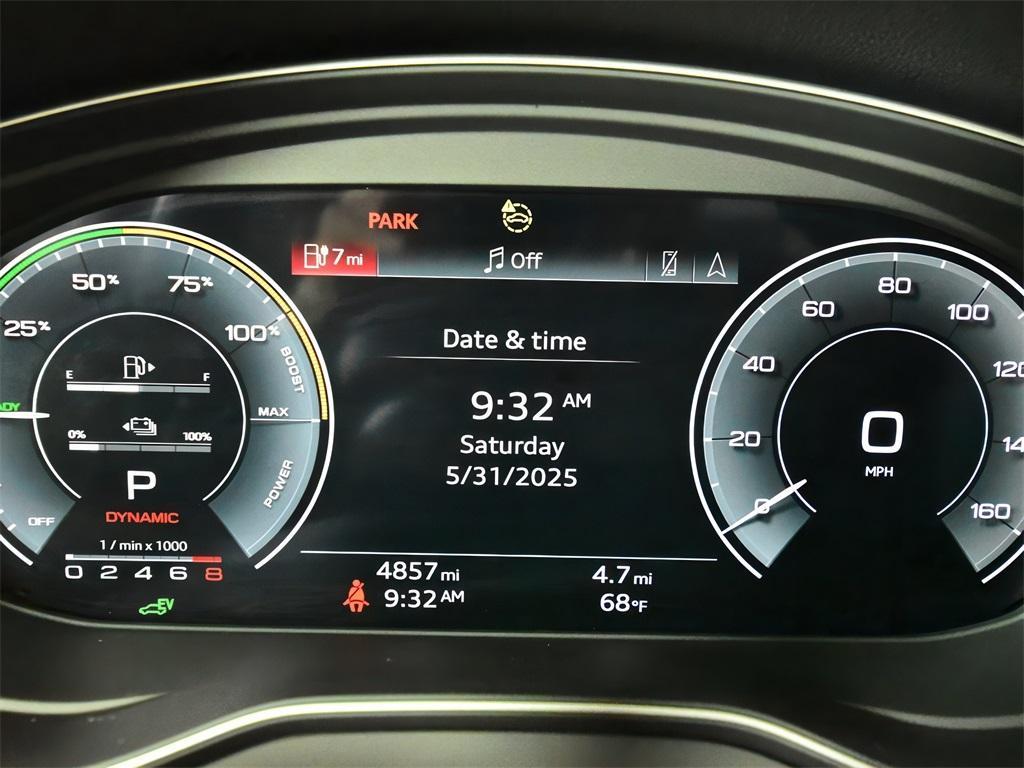 PARK
7 mi
Off
25% 50% 75% 100%
BOOST
MAX
POWER
OFF
E F
0% 100%
P
DYNAMIC
1 / min x 1000
0 2 4 6 8
EV
Date & time
9:32 AM
Saturday
5/31/2025
4857 mi
9:32 AM
4.7 mi
68°F
0 20 40 60 80 100 120 14 160
0
MPH